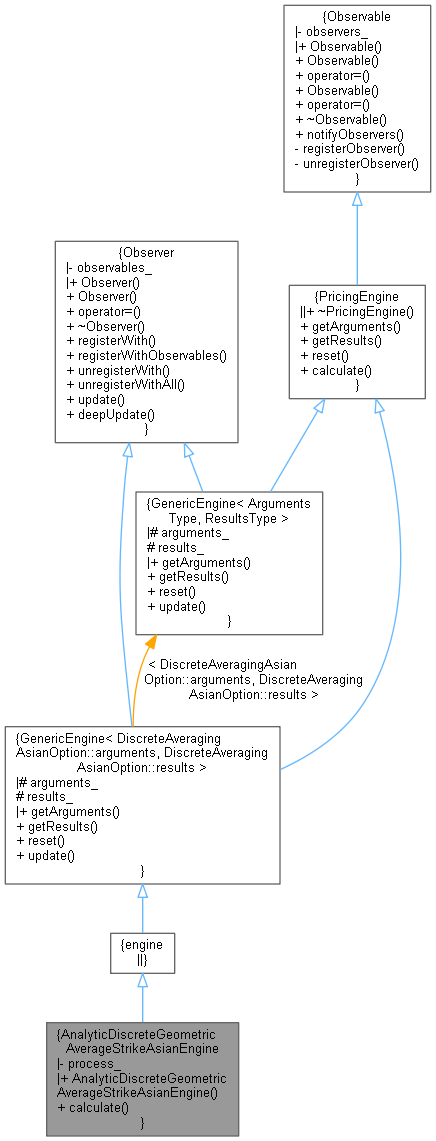 {Observable
|- observers_
|+ Observable()
+ Observable()
+ operator=()
+ Observable()
+ operator=()
+ ~Observable()
+ notifyObservers()
- registerObserver()
- unregisterObserver()
}
{Observer
|- observables_
|+ Observer()
+ Observer()
+ operator=()
+ ~Observer()
+ registerWith()
+ registerWithObservables()
+ unregisterWith()
+ unregisterWithAll()
+ update()
+ deepUpdate()
}
{PricingEngine
||+ ~PricingEngine()
+ getArguments()
+ getResults()
+ reset()
+ calculate()
}
{GenericEngine< Arguments
Type, ResultsType >
|# arguments_
# results_
|+ getArguments()
+ getResults()
+ reset()
+ update()
}
< DiscreteAveragingAsian
Option::arguments, DiscreteAveraging
AsianOption::results >
{GenericEngine< DiscreteAveraging
AsianOption::arguments, DiscreteAveraging
AsianOption::results >
|# arguments_
# results_
|+ getArguments()
+ getResults()
+ reset()
+ update()
}
{engine
||}
{AnalyticDiscreteGeometric
AverageStrikeAsianEngine
|- process_
|+ AnalyticDiscreteGeometric
AverageStrikeAsianEngine()
+ calculate()
}